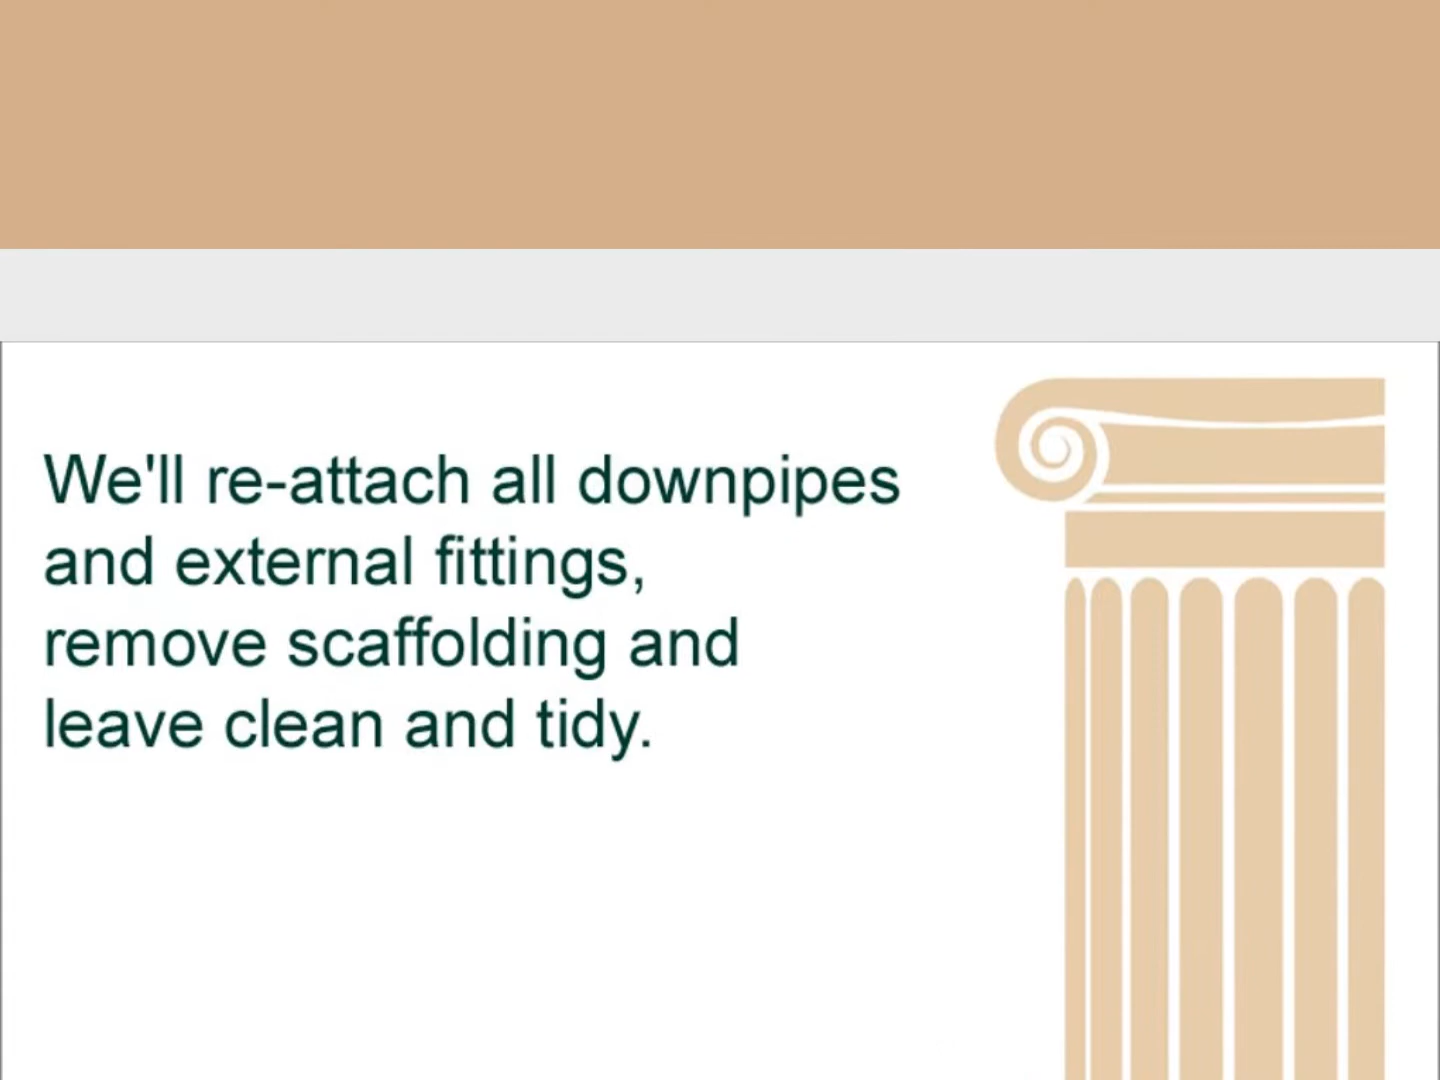 We'll re-attach all downpipes
and external fittings,
remove scaffolding and
leave clean and tidy.